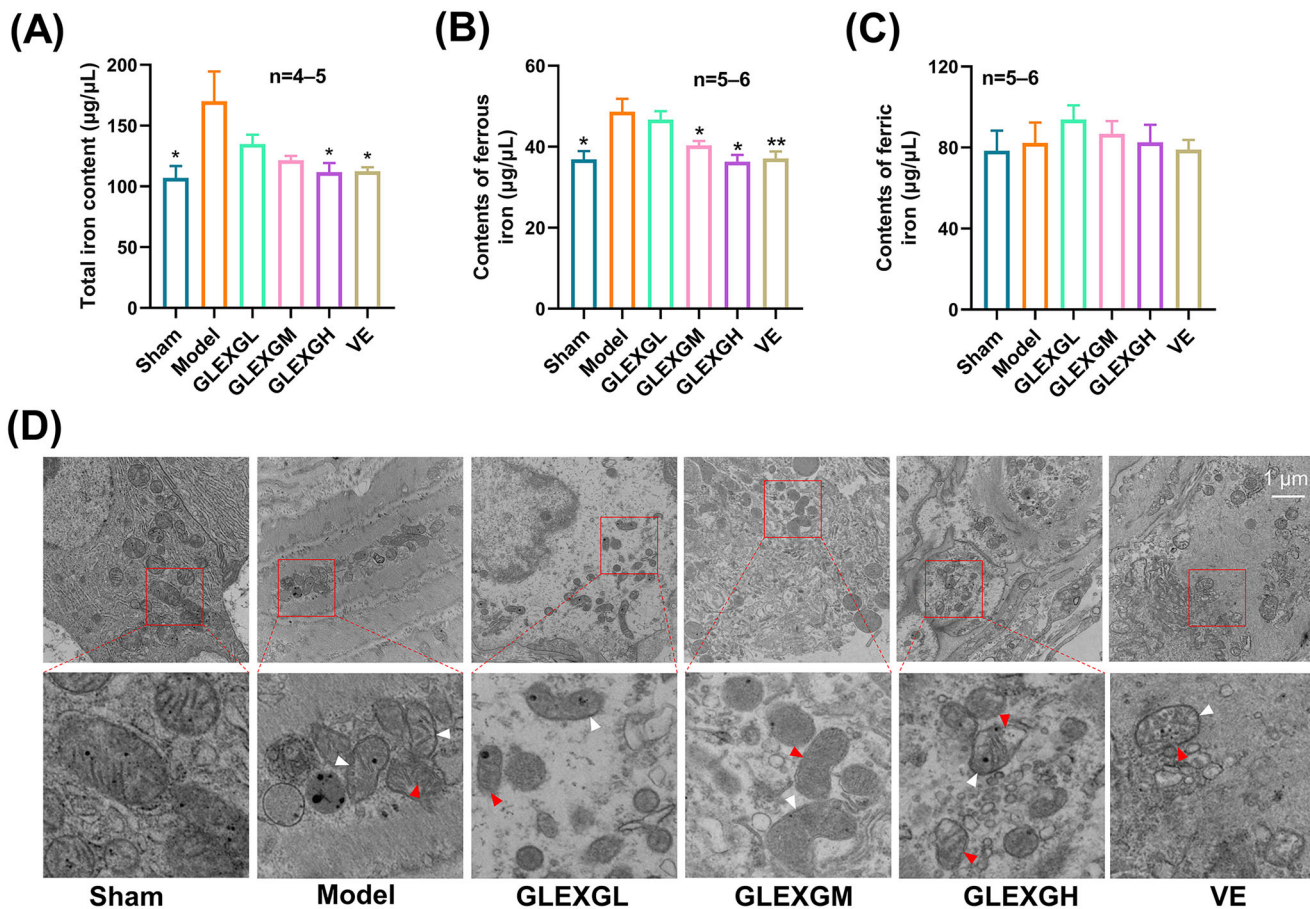 (A)
Total iron content (µg/µL)
200
150
100
50
0
n=4–5
*
*
*
Sham
Model
GLEXGL
GLEXGM
GLEXGH
VE
(B)
Contents of ferrous
iron (µg/µL)
60
40
20
0
n=5–6
*
*
*
**
Sham
Model
GLEXGL
GLEXGM
GLEXGH
VE
(C)
Contents of ferric
iron (µg/µL)
120
80
40
0
n=5–6
Sham
Model
GLEXGL
GLEXGM
GLEXGH
VE
(D)
1 µm
Sham
Model
GLEXGL
GLEXGM
GLEXGH
VE